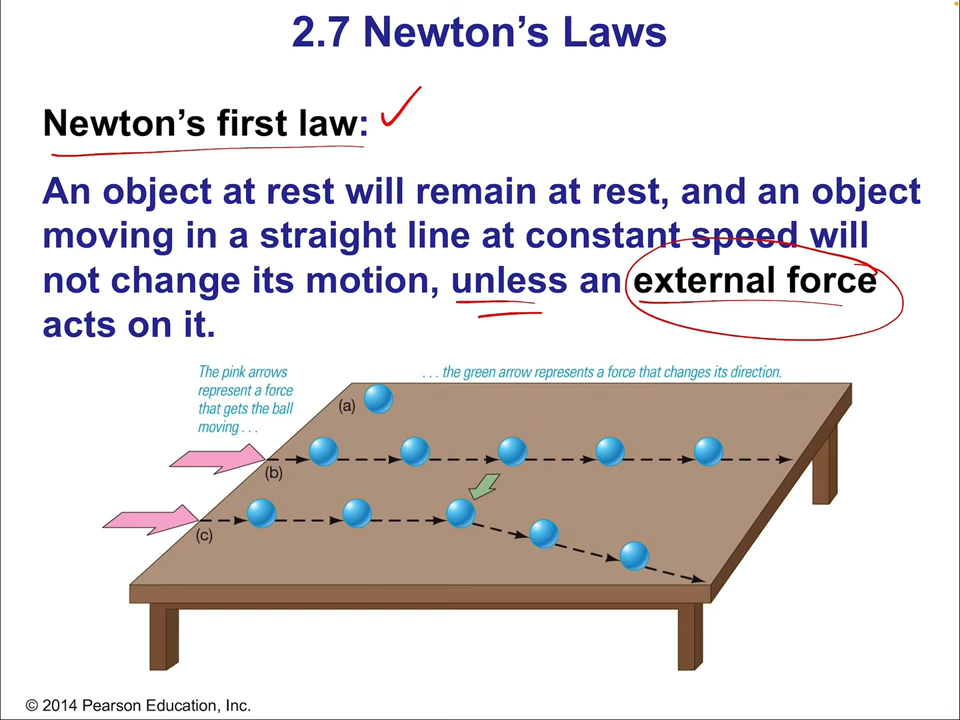 2.7 Newton's Laws
Newton's first law:
An object at rest will remain at rest, and an object
moving in a straight line at constant speed will
not change its motion, unless an external force
acts on it.
The pink arrows
represent a force
that gets the ball
moving . . .
. . . the green arrow represents a force that changes its direction.
(a)
(b)
(c)
© 2014 Pearson Education, Inc.